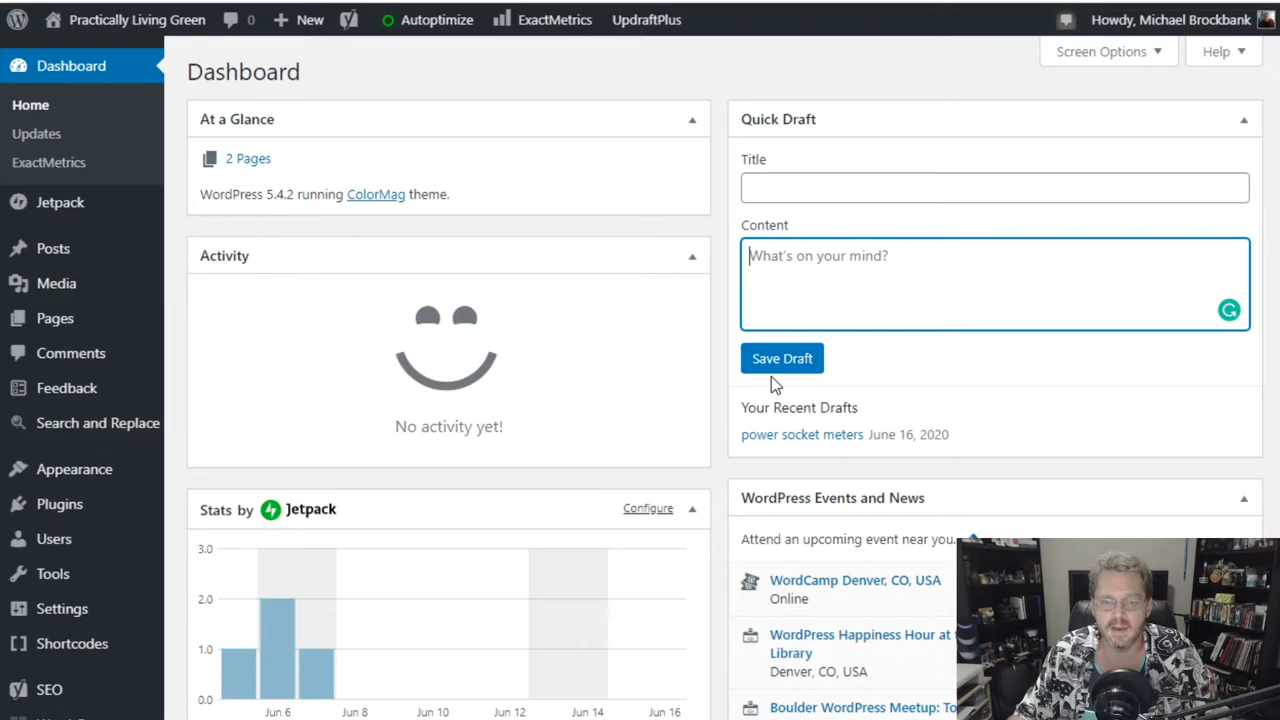 Practically Living Green
0
New
Autoptimize
ExactMetrics
UpdraftPlus
Howdy, Michael Brockbank
Dashboard
Home
Updates
ExactMetrics
Jetpack
Posts
Media
Pages
Comments
Feedback
Search and Replace
Appearance
Plugins
Users
Tools
Settings
Shortcodes
SEO
Screen Options
Help
Dashboard
At a Glance
2 Pages
WordPress 5.4.2 running ColorMag theme.
Activity
No activity yet!
Stats by Jetpack
Configure
3.0
2.0
1.0
0.0
Jun 6
Jun 8
Jun 10
Jun 12
Jun 14
Jun 16
Quick Draft
Title
Content
What's on your mind?
Save Draft
Your Recent Drafts
power socket meters June 16, 2020
WordPress Events and News
Attend an upcoming event near you.
WordCamp Denver, CO, USA
Online
WordPress Happiness Hour at
Library
Denver, CO, USA
Boulder WordPress Meetup: